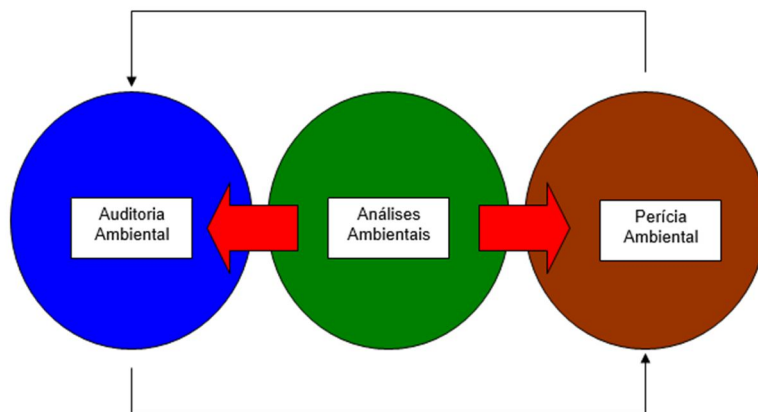 Auditoria
Ambiental
Análises
Ambientais
Perícia
Ambiental